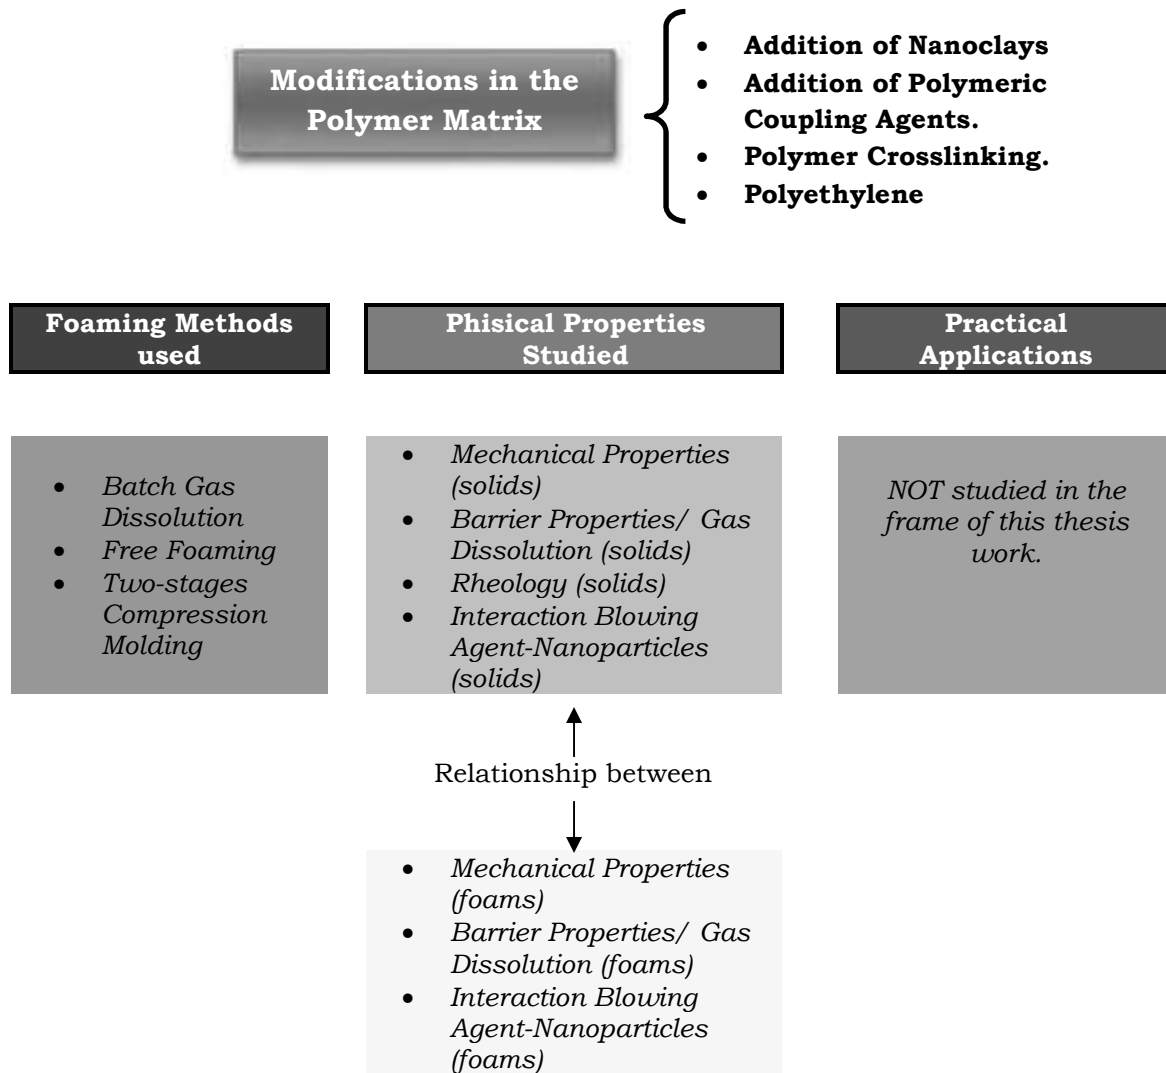 Modifications in the
Polymer Matrix
• Addition of Nanoclays
• Addition of Polymeric
Coupling Agents.
• Polymer Crosslinking.
• Polyethylene
Foaming Methods
used
Phisical Properties
Studied
Practical
Applications
• Batch Gas
Dissolution
• Free Foaming
• Two-stages
Compression
Molding
• Mechanical Properties
(solids)
• Barrier Properties/ Gas
Dissolution (solids)
• Rheology (solids)
• Interaction Blowing
Agent-Nanoparticles
(solids)
NOT studied in the
frame of this thesis
work.
Relationship between
• Mechanical Properties
(foams)
• Barrier Properties/ Gas
Dissolution (foams)
• Interaction Blowing
Agent-Nanoparticles
(foams)